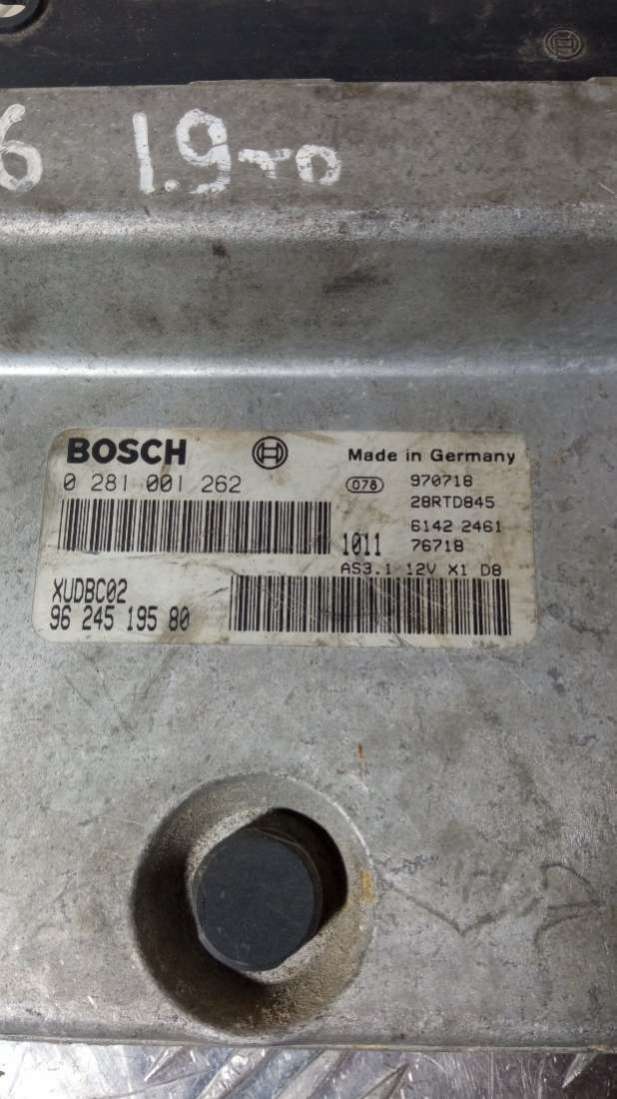 6 1.9TD
BOSCH
0 281 001 262
Made in Germany
078 970718
28RTD845
6142 2461
1011 76718
AS3.1 12V X1 D8
XUDBC02
96 245 195 80